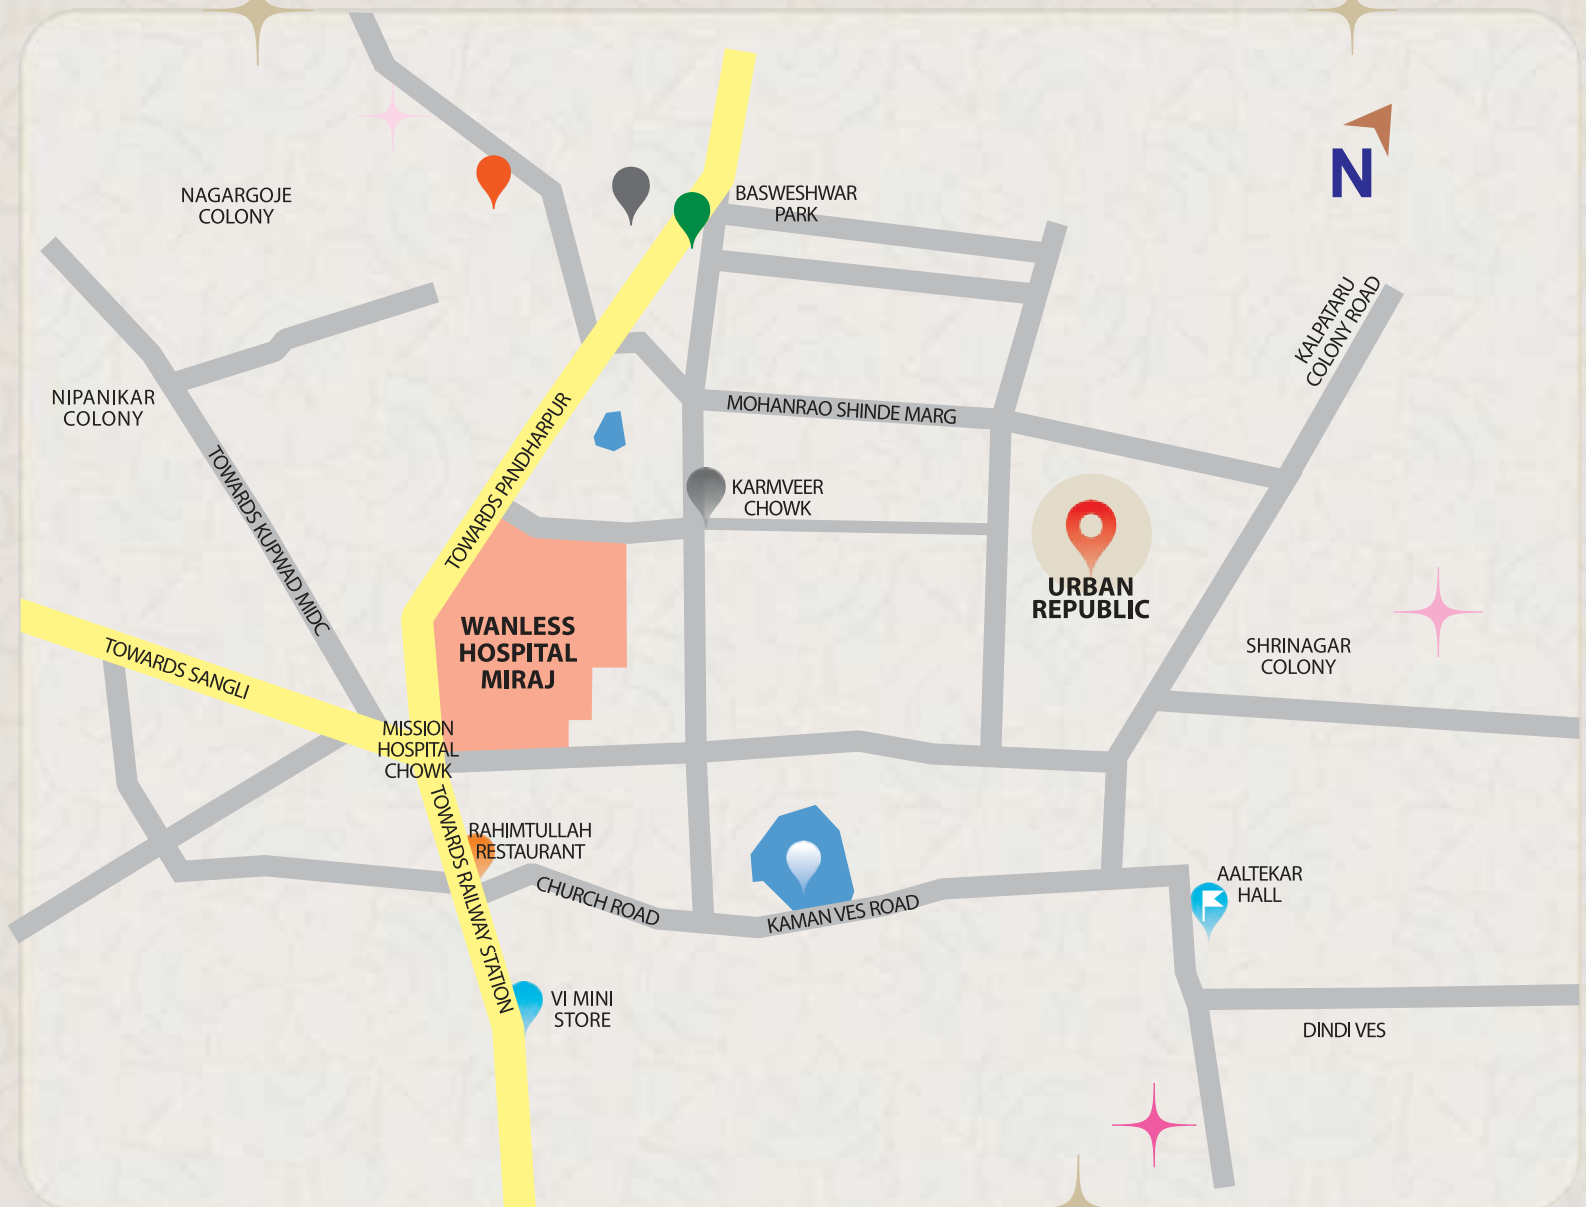 N
BASWESHWAR
PARK
NAGARGOJE
COLONY
KALPATARU
COLONY ROAD
NIPANIKAR
COLONY
TOWARDS PANDHARPUR
MOHANRAO SHINDE MARG
TOWARDS KUPWAD MIDC
KARMVEER
CHOWK
URBAN
REPUBLIC
WANLESS
HOSPITAL
MIRAJ
SHRINAGAR
COLONY
TOWARDS SANGLI
MISSION
HOSPITAL
CHOWK
TOWARDS RAILWAY STATION
RAHIMTULLAH
RESTAURANT
CHURCH ROAD
KAMAN VES ROAD
AALTEKAR
HALL
VI MINI
STORE
DINDI VES